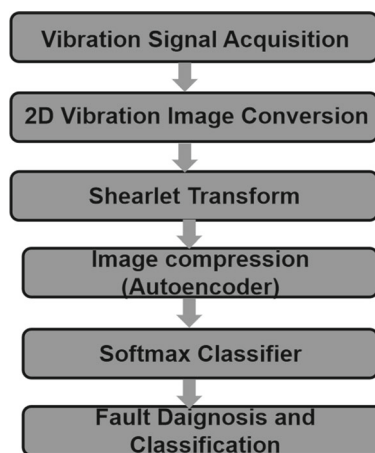 Vibration Signal Acquisition
2D Vibration Image Conversion
Shearlet Transform
Image compression
(Autoencoder)
Softmax Classifier
Fault Daignosis and
Classification